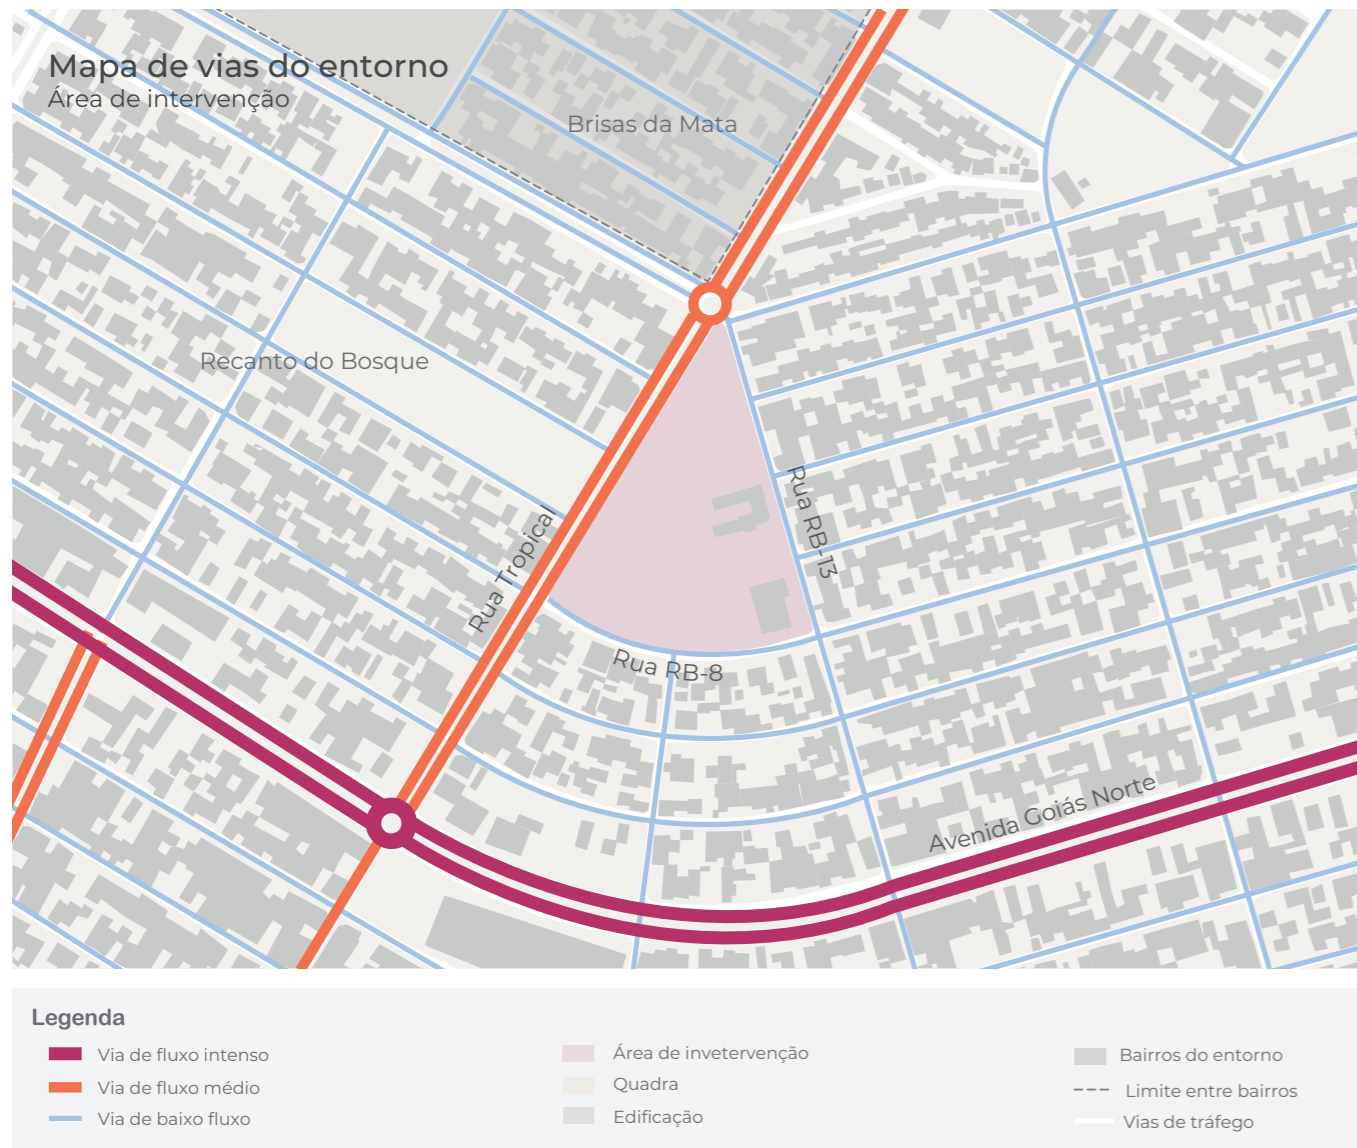 Mapa de vias do entorno
Área de intervenção
Brisas da Mata
Recanto do Bosque
Rua Tropical
Rua RB-13
Rua RB-8
Avenida Goiás Norte
Legenda
Via de fluxo intenso
Via de fluxo médio
Via de baixo fluxo
Área de invetervenção
Quadra
Edificação
Bairros do entorno
Limite entre bairros
Vias de tráfego